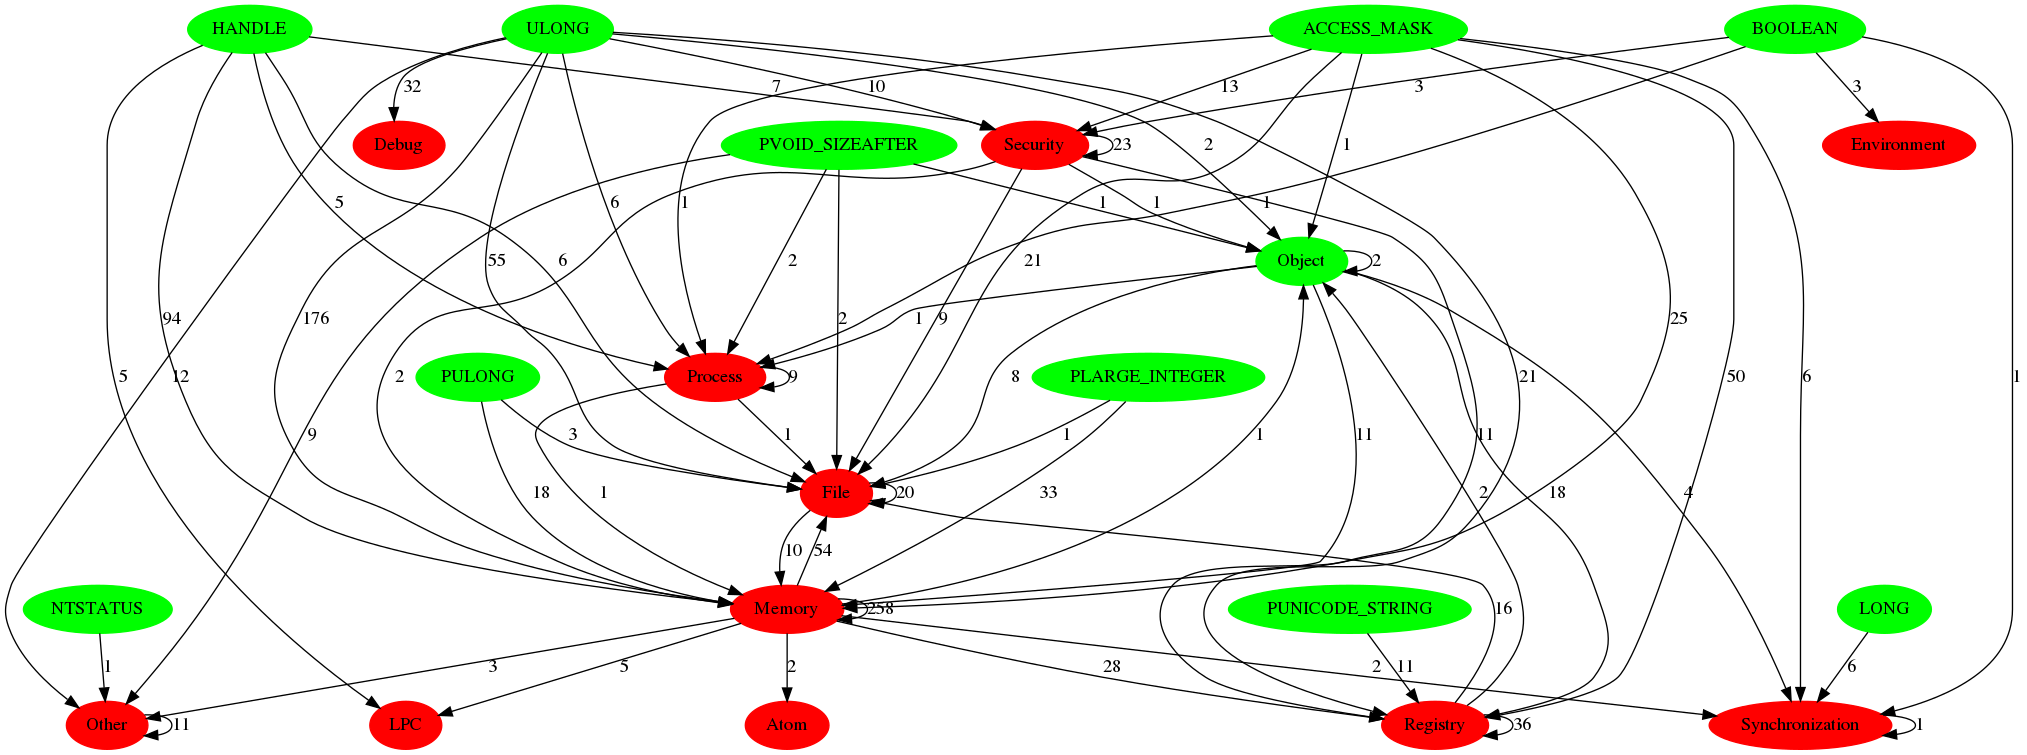 HANDLE ULONG ACCESS_MASK BOOLEAN
32 7 10 13 3 3
Debug PVOID_SIZEAFTER Security 23 Environment
5 6 1 2 1 1 2 1 1
Object 2
94 176 55 6 2 2 9 21 1 25
5 12 2 PULONG Process 9 8 PLARGE_INTEGER 21 50 6 1
9 3 1 1 1 11 11
18 1 File 20 33 2 18 4
10 54
NTSTATUS Memory 258 PUNICODE_STRING 16 LONG
1 3 5 2 28 11 2 6
Other 11 LPC Atom Registry 36 Synchronization 1